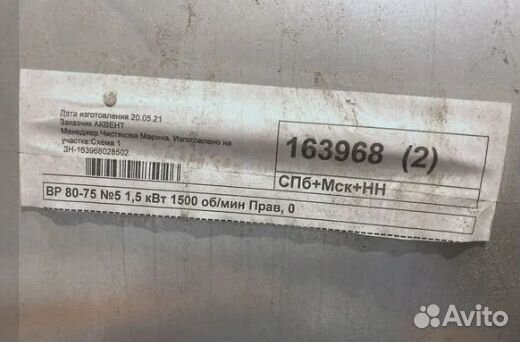 Дата изготовления 20.05.21
Заказчик АКВЕНТ
Менеджер Чистякова Марина, Изготовлено на
участке:Схема 1
ЗН-163968028502
163968 (2)
СПб+Мск+НН
ВР 80-75 №5 1,5 кВт 1500 об/мин Прав, 0
Avito